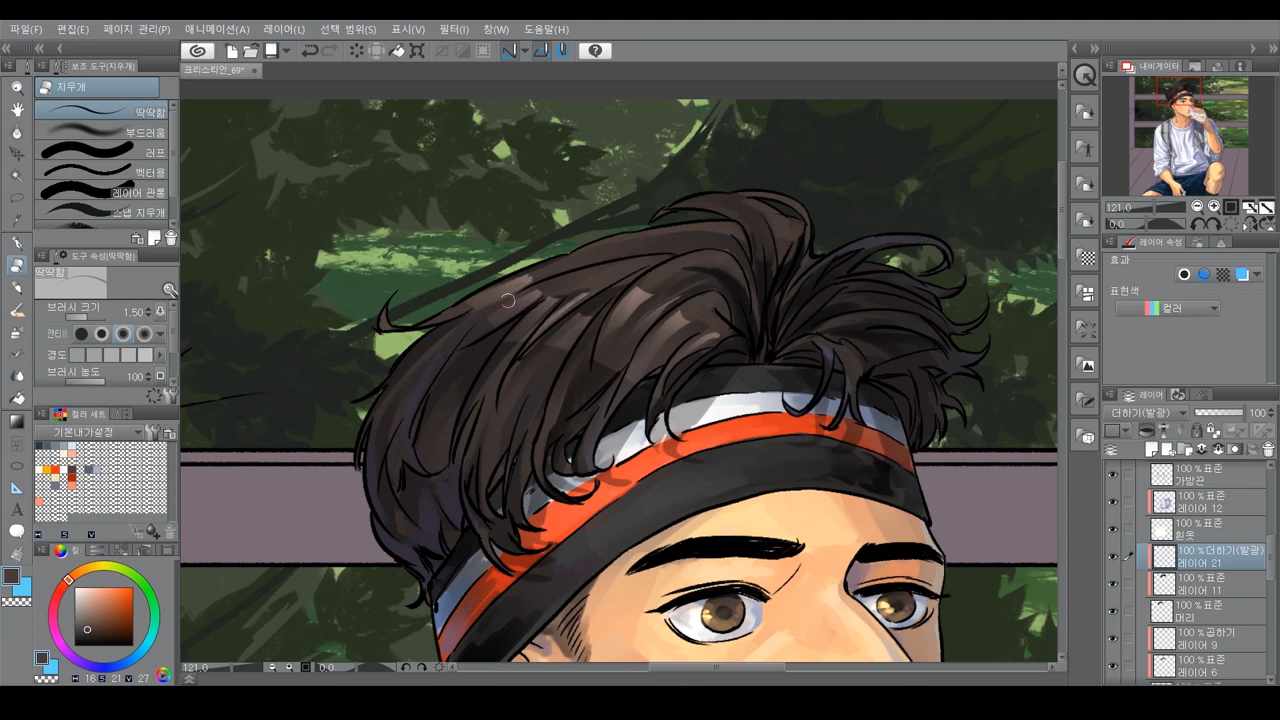 파일(F) 편집(E) 페이지 관리(P) 애니메이션(A) 레이어(L) 선택 범위(S) 표시(V) 필터(I) 창(W) 도움말(H)
보조 도구[지우개]
크리스티안_69*
지우개
딱딱함
부드러움
러프
벡터용
레이어 관통
스냅 지우개
도구 속성[딱딱함]
딱딱함
브러시 크기 1.50
안티
경도
브러시 농도 100
컬러 세트
기본내가설정
H S V
H 16 S 21 V 27
121.0 0.0
내비게이터
121.0
0.0
레이어 속성
효과
표현색
컬러
레이어
더하기(발광) 100
100 % 표준
가방끈
100 % 표준
레이어 12
100 % 표준
흰옷
100 % 더하기(발광)
레이어 21
100 % 표준
레이어 11
100 % 표준
머리
100 % 곱하기
레이어 9
100 % 표준
레이어 6